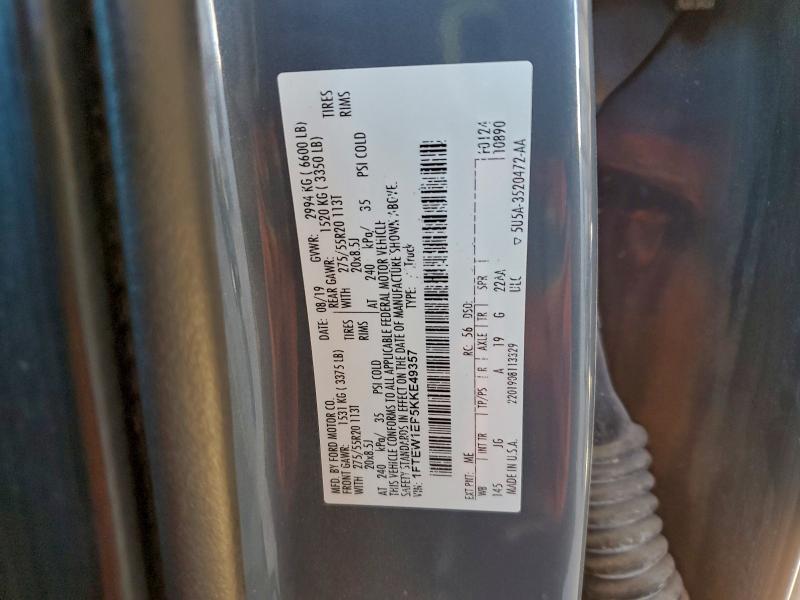 MFD. BY FORD MOTOR CO.
DATE: 08/19 GVWR: 2994 KG ( 6600 LB)
FRONT GAWR: 1531 KG ( 3375 LB) REAR GAWR: 1520 KG ( 3350 LB)
WITH 275/55R20 113T TIRES WITH 275/55R20 113T TIRES
20x8.5J RIMS 20x8.5J RIMS
AT 240 kPa/ 35 PSI COLD AT 240 kPa/ 35 PSI COLD
THIS VEHICLE CONFORMS TO ALL APPLICABLE FEDERAL MOTOR VEHICLE
SAFETY STANDARDS IN EFFECT ON THE DATE OF MANUFACTURE SHOWN ABOVE.
VIN: 1FTEW1EP5KKE49357 TYPE: Truck
EXT PNT: ME RC: 56 DSO: F0124
WB INT TR TP/PS R AXLE TR SPR 10890
145 JG A 19 G 22AA
MADE IN U.S.A. ULC
▽ 5U5A-3520472-AA